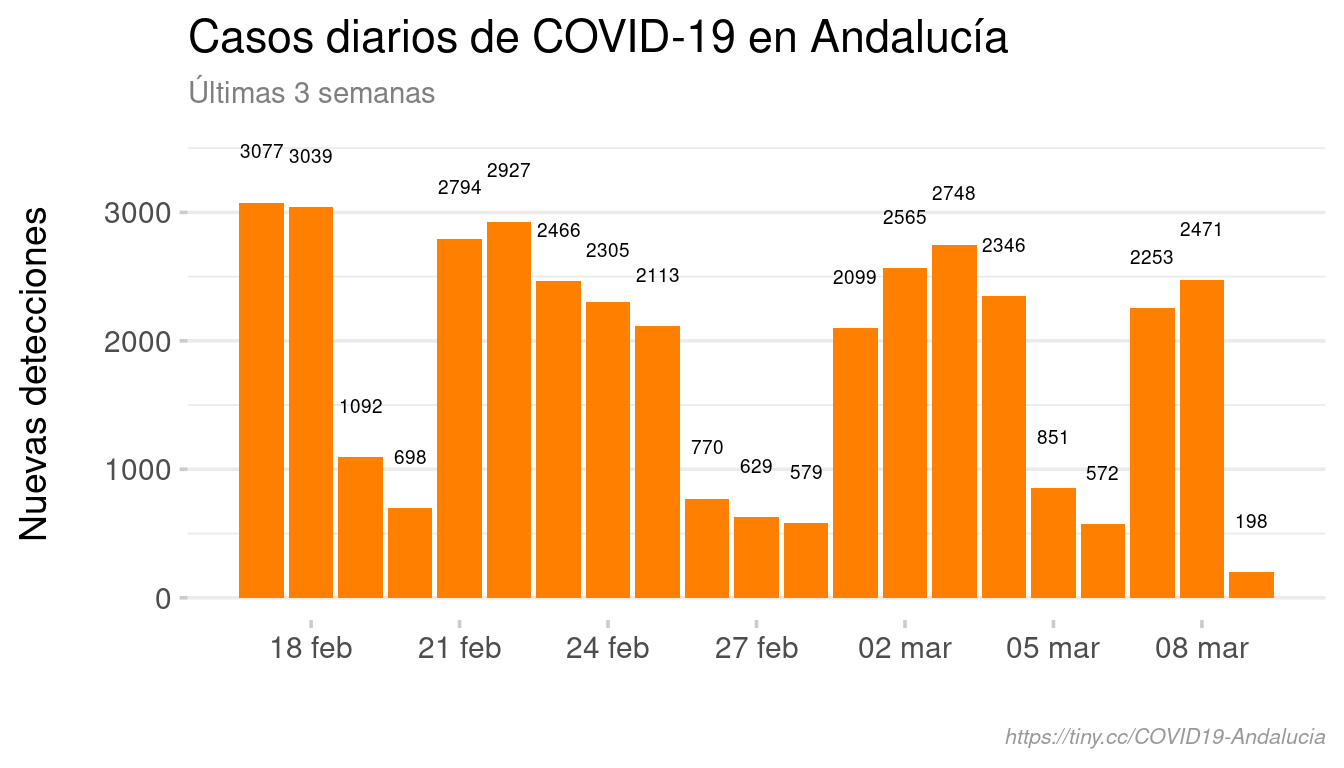 Casos diarios de COVID-19 en Andalucía
Últimas 3 semanas
Nuevas detecciones
3000
2000
1000
0
3077
3039
1092
698
2794
2927
2466
2305
2113
770
629
579
2099
2565
2748
2346
851
572
2253
2471
198
18 feb
21 feb
24 feb
27 feb
02 mar
05 mar
08 mar
https://tiny.cc/COVID19-Andalucia